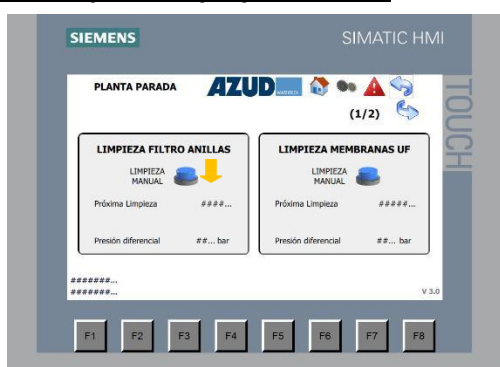 SIEMENS SIMATIC HMI
TOUCH
PLANTA PARADA AZUD
(1/2)
LIMPIEZA FILTRO ANILLAS
LIMPIEZA
MANUAL
Próxima Limpieza ####...
Presión diferencial ##... bar
LIMPIEZA MEMBRANAS UF
LIMPIEZA
MANUAL
Próxima Limpieza #####...
Presión diferencial ##... bar
#######...
#######...
V 3.0
F1 F2 F3 F4 F5 F6 F7 F8